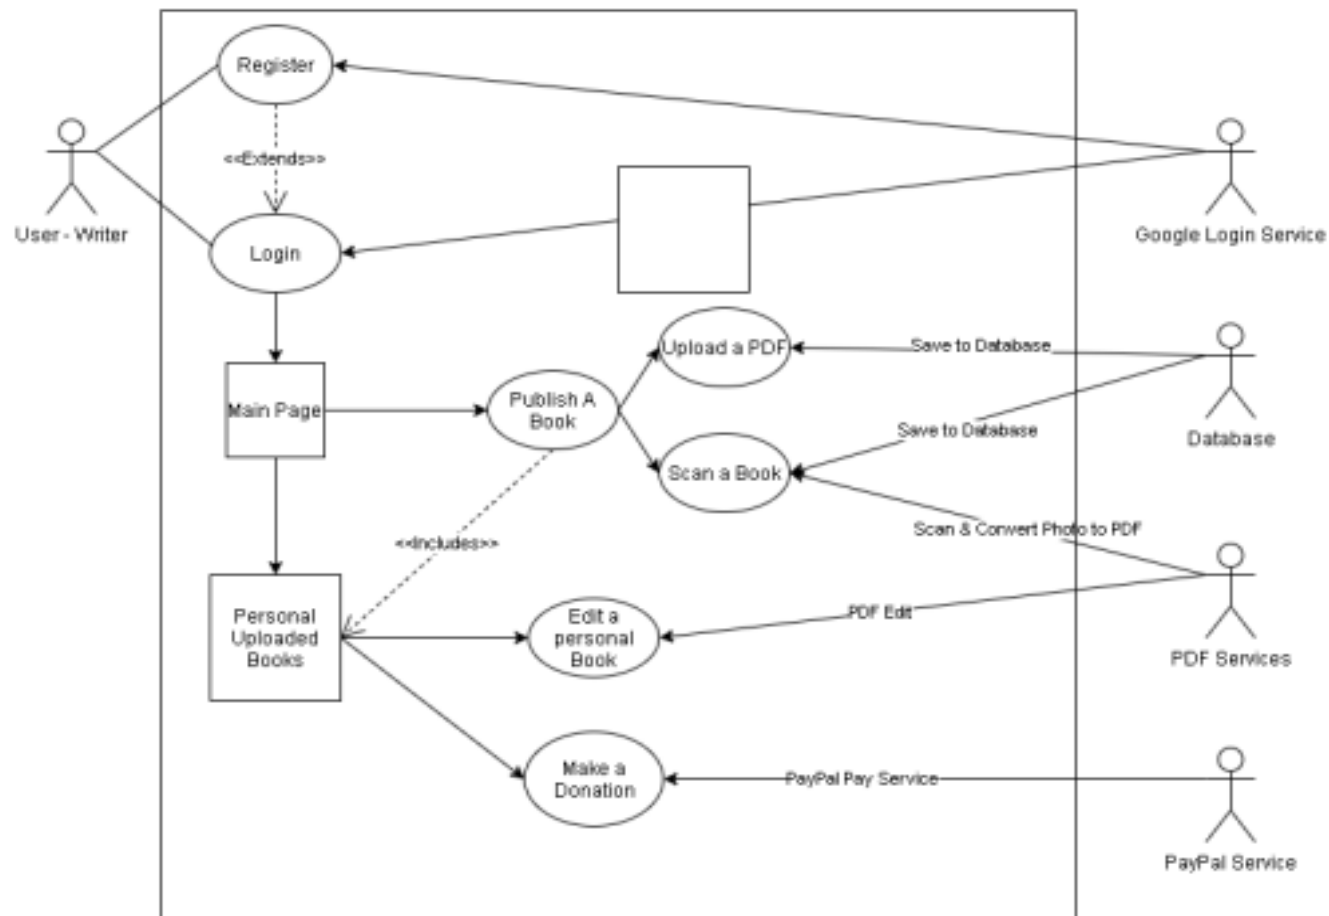 Register
<<Extends>>
User - Writer
Google Login Service
Login
Upload a PDF
Save to Database
Main Page
Publish A
Book
Save to Database
Database
Scan a Book
Scan & Convert Photo to PDF
<<Includes>>
Personal
Uploaded
Books
Edit a
personal
Book
PDF Edit
PDF Services
Make a
Donation
PayPal Pay Service
PayPal Service